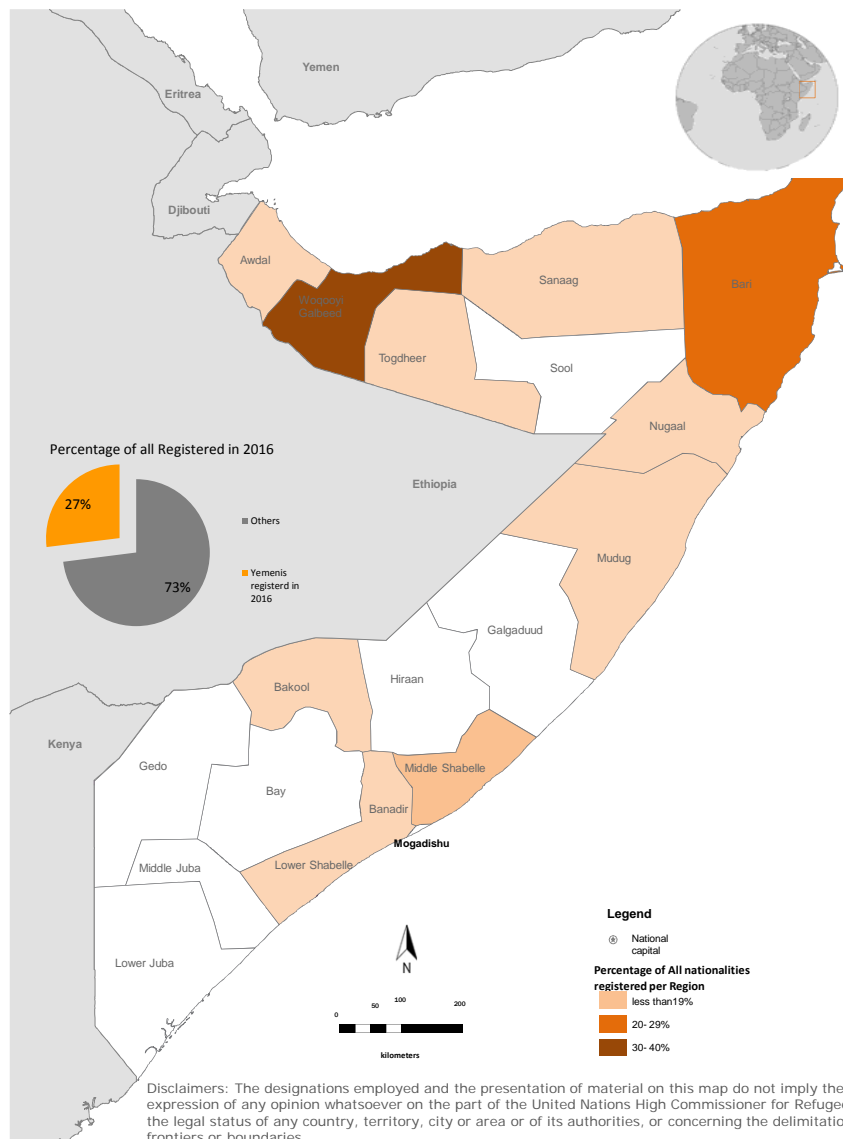 Yemen
Eritrea
Djibouti
Awdal
Woqooyi
Galbeed
Sanaag
Bari
Togdheer
Sool
Nugaal
Percentage of all Registered in 2016
27%
73%
Others
Yemenis
registerd in
2016
Ethiopia
Mudug
Galgaduud
Hiraan
Bakool
Kenya
Gedo
Bay
Middle Shabelle
Banadir
Mogadishu
Middle Juba
Lower Shabelle
Lower Juba
N
0 50 100 200
kilometers
Legend
National
capital
Percentage of All nationalities
registered per Region
less than19%
20- 29%
30- 40%
Disclaimers: The designations employed and the presentation of material on this map do not imply the
expression of any opinion whatsoever on the part of the United Nations High Commissioner for Refugee
the legal status of any country, territory, city or area or of its authorities, or concerning the delimitatio
frontiers or boundaries